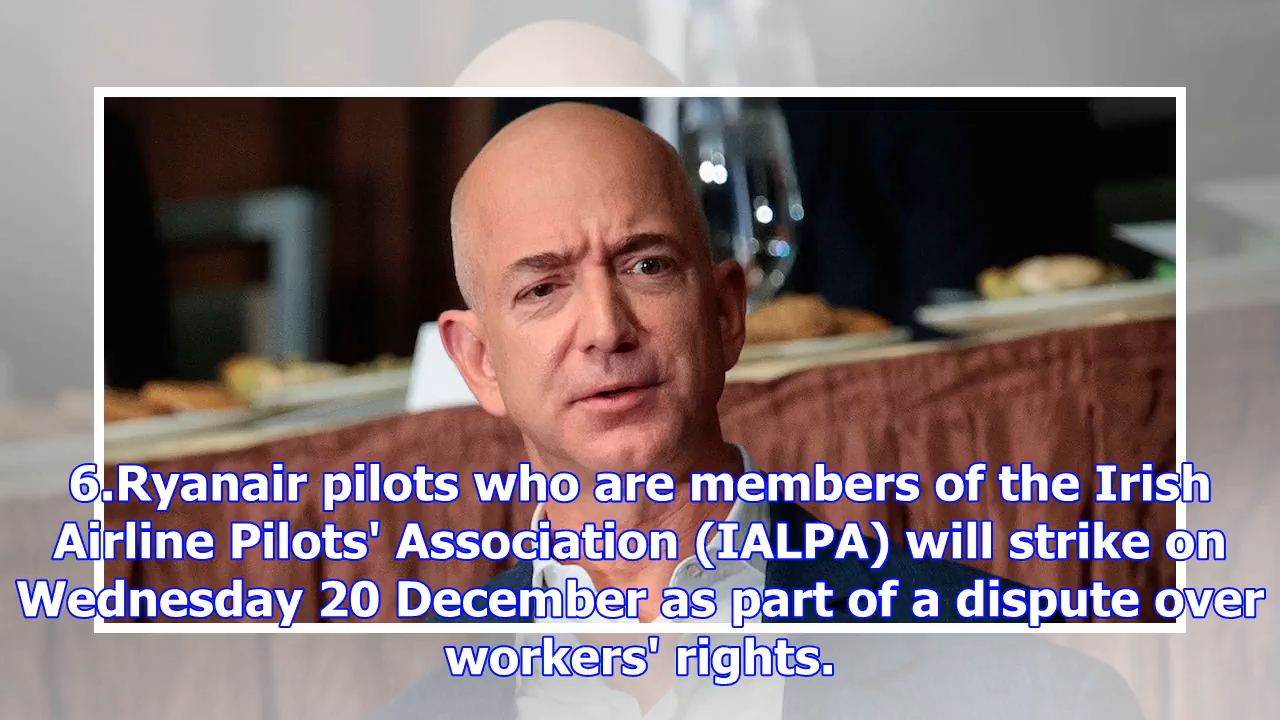 6.Ryanair pilots who are members of the Irish
Airline Pilots' Association (IALPA) will strike on
Wednesday 20 December as part of a dispute over
workers' rights.